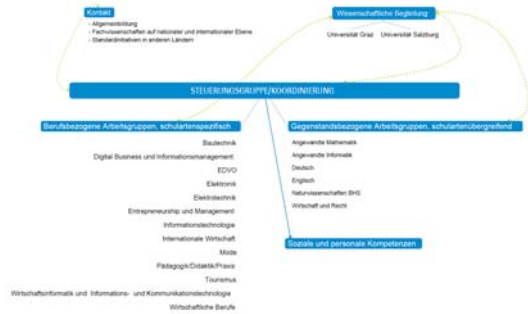 Kontakt
- Allgemeinbildung
- Fachwissenschaften auf nationaler und internationaler Ebene
- Standardinitiativen in anderen Ländern
Wissenschaftliche Begleitung
Universität Graz Universität Salzburg
STEUERUNGSGRUPPE/KOORDINIERUNG
Berufsbezogene Arbeitsgruppen, schulartenspezifisch
Bautechnik
Digital Business und Informationsmanagement
EDVO
Elektronik
Elektrotechnik
Entrepreneurship und Management
Informationstechnologie
Internationale Wirtschaft
Mode
Pädagogik/Didaktik/Praxis
Tourismus
Wirtschaftsinformatik und Informations- und Kommunikationstechnologie
Wirtschaftliche Berufe
Gegenstandsbezogene Arbeitsgruppen, schulartenübergreifend
Angewandte Mathematik
Angewandte Informatik
Deutsch
Englisch
Naturwissenschaften BHS
Wirtschaft und Recht
Soziale und personale Kompetenzen